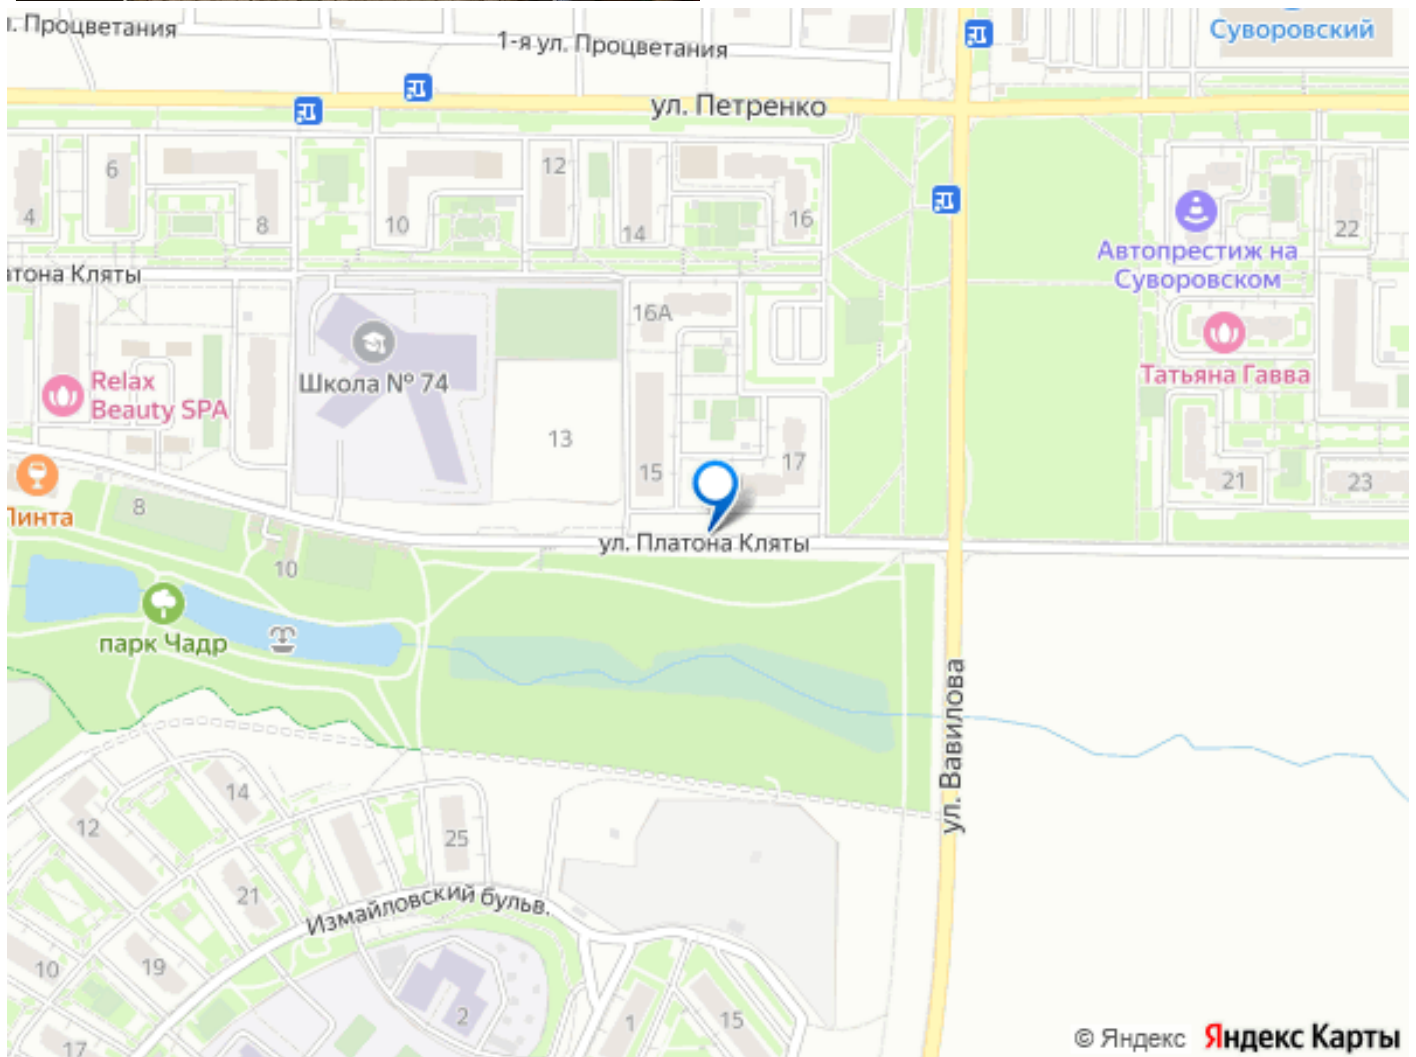 л. Процветания
1-я ул. Процветания
Суворовский
ул. Петренко
6
12
4
8
10
14
16
22
Автопрестиж на
Суворовском
атона Кляты
16А
Школа № 74
Relax
Beauty SPA
Татьяна Гавва
13
15
17
21
23
8
Пинта
ул. Платона Кляты
10
парк Чадр
ул. Вавилова
14
12
25
21
Измайловский бульв.
10
19
2
1
15
17
© Яндекс Яндекс Карты